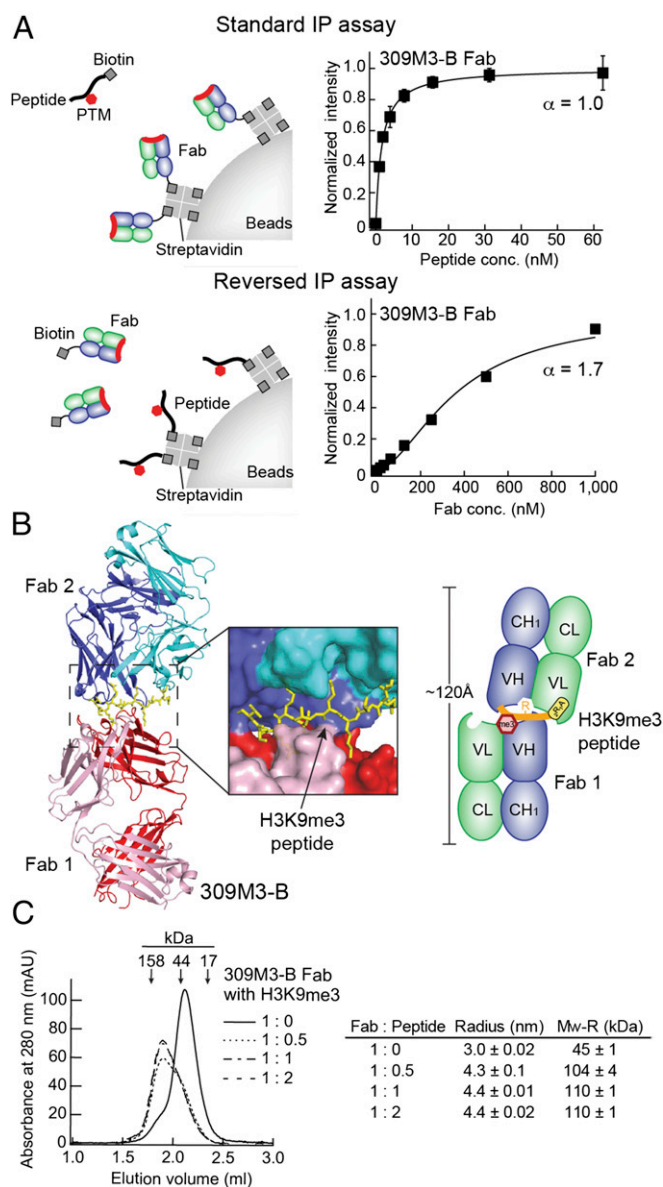 A
Standard IP assay
Biotin
Peptide
PTM
Fab
Streptavidin
Beads
309M3-B Fab
α = 1.0
Normalized intensity
1.0
0.8
0.6
0.4
0.2
0
0 10 20 30 40 50 60
Peptide conc. (nM)
Reversed IP assay
Fab
Biotin
Peptide
Streptavidin
Beads
309M3-B Fab
α = 1.7
Normalized intensity
1.0
0.8
0.6
0.4
0.2
0
0 200 400 600 800 1,000
Fab conc. (nM)
B
Fab 2
Fab 1
309M3-B
H3K9me3
peptide
~120Å
CH1 CL
Fab 2
VH VL
R
me3
H3K9me3
peptide
VL VH
Fab 1
CL CH1
C
kDa
158 44 17
309M3-B Fab
with H3K9me3
1 : 0
1 : 0.5
1 : 1
1 : 2
Absorbance at 280 nm (mAU)
100
80
60
40
20
0
1.0 1.5 2.0 2.5 3.0
Elution volume (ml)
Fab : Peptide Radius (nm) Mw-R (kDa)
1 : 0 3.0 ± 0.02 45 ± 1
1 : 0.5 4.3 ± 0.1 104 ± 4
1 : 1 4.4 ± 0.01 110 ± 1
1 : 2 4.4 ± 0.02 110 ± 1